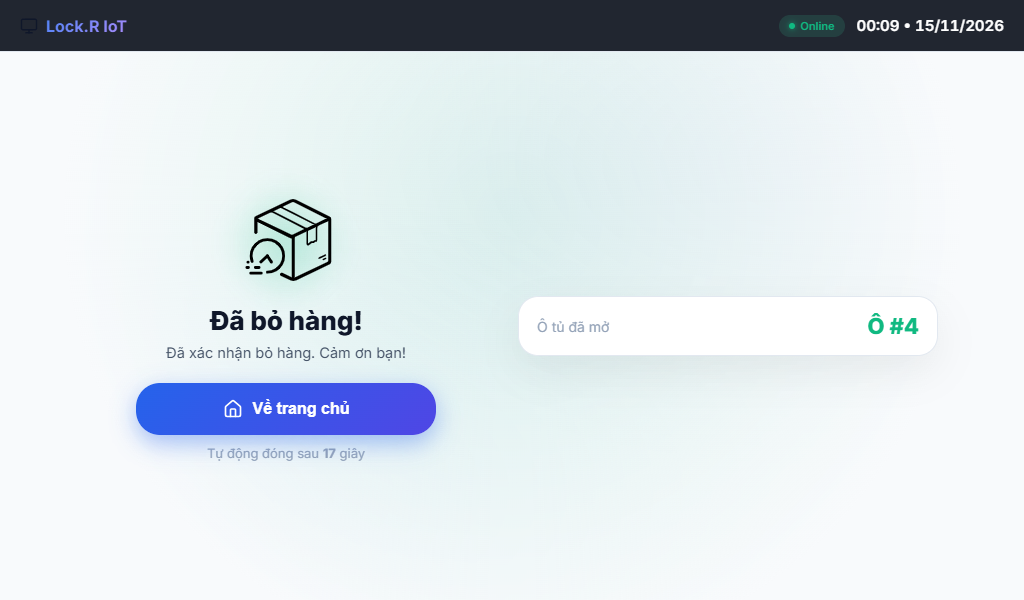 Lock.R IoT
Online
00:09 • 15/11/2026
Đã bỏ hàng!
Đã xác nhận bỏ hàng. Cảm ơn bạn!
Về trang chủ
Tự động đóng sau 17 giây
Ô tủ đã mở
Ô #4